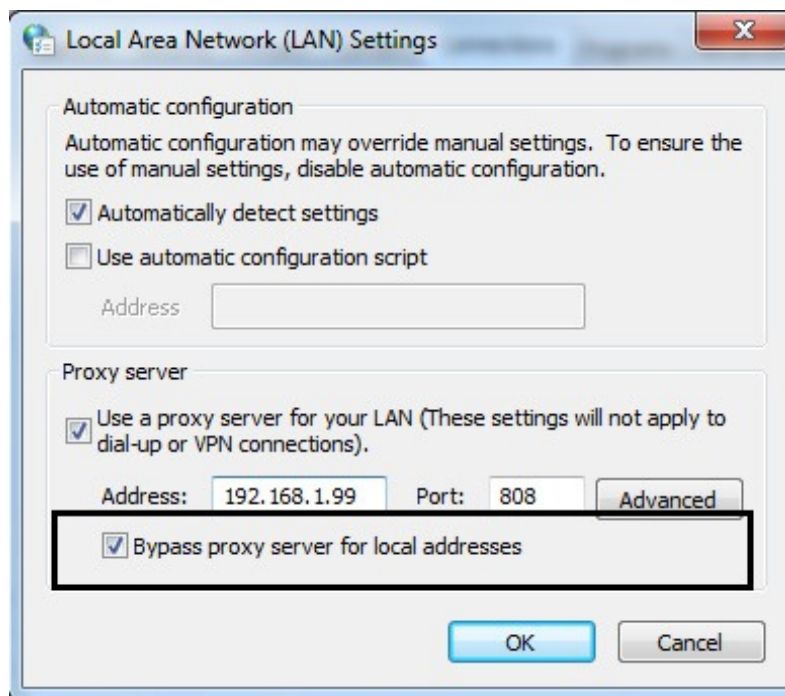 Local Area Network (LAN) Settings
Automatic configuration
Automatic configuration may override manual settings. To ensure the
use of manual settings, disable automatic configuration.
Automatically detect settings
Use automatic configuration script
Address
Proxy server
Use a proxy server for your LAN (These settings will not apply to
dial-up or VPN connections).
Address: 192.168.1.99 Port: 808 Advanced
Bypass proxy server for local addresses
OK Cancel